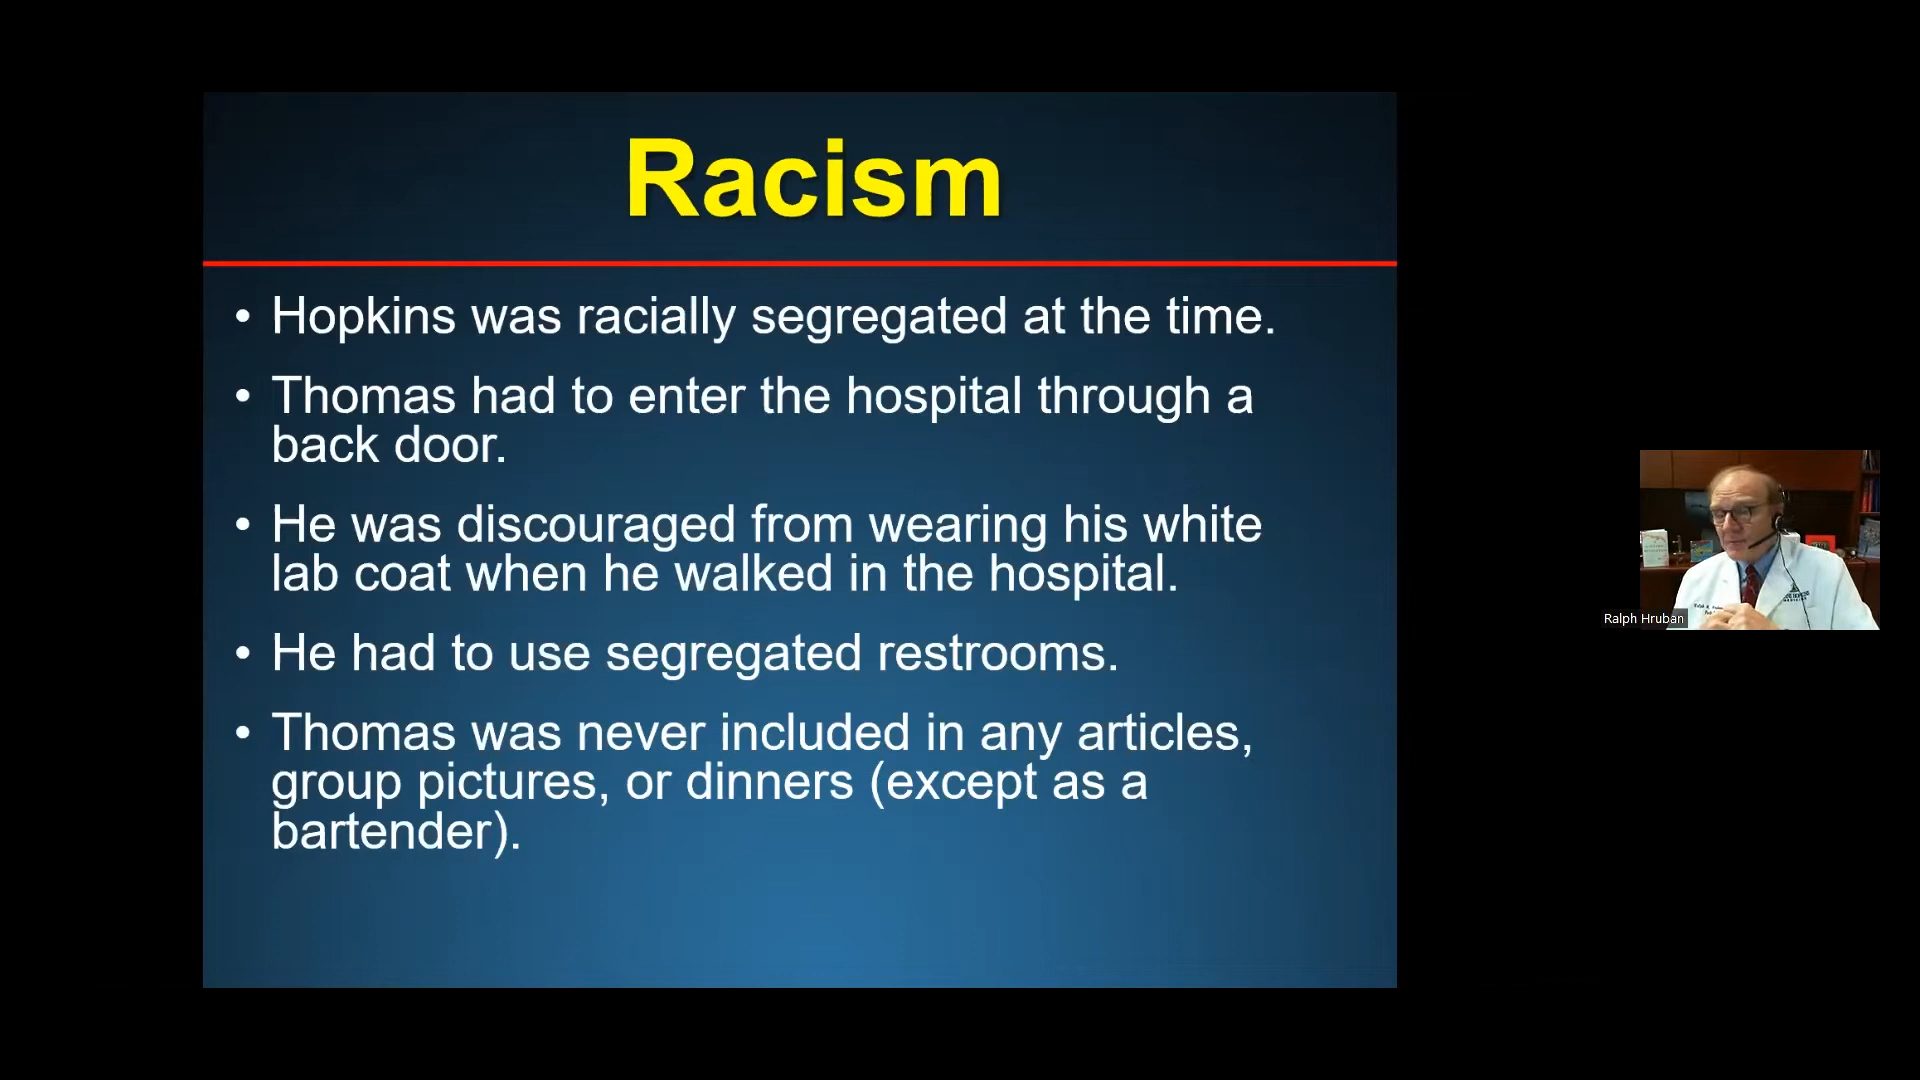 Racism
• Hopkins was racially segregated at the time.
• Thomas had to enter the hospital through a
back door.
• He was discouraged from wearing his white
lab coat when he walked in the hospital.
• He had to use segregated restrooms.
• Thomas was never included in any articles,
group pictures, or dinners (except as a
bartender).
Ralph Hruban